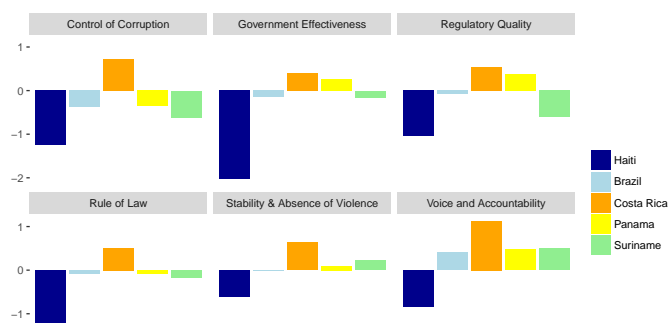 Control of Corruption
Government Effectiveness
Regulatory Quality
1
0
−1
−2
Rule of Law
Stability & Absence of Violence
Voice and Accountability
1
0
−1
Haiti
Brazil
Costa Rica
Panama
Suriname